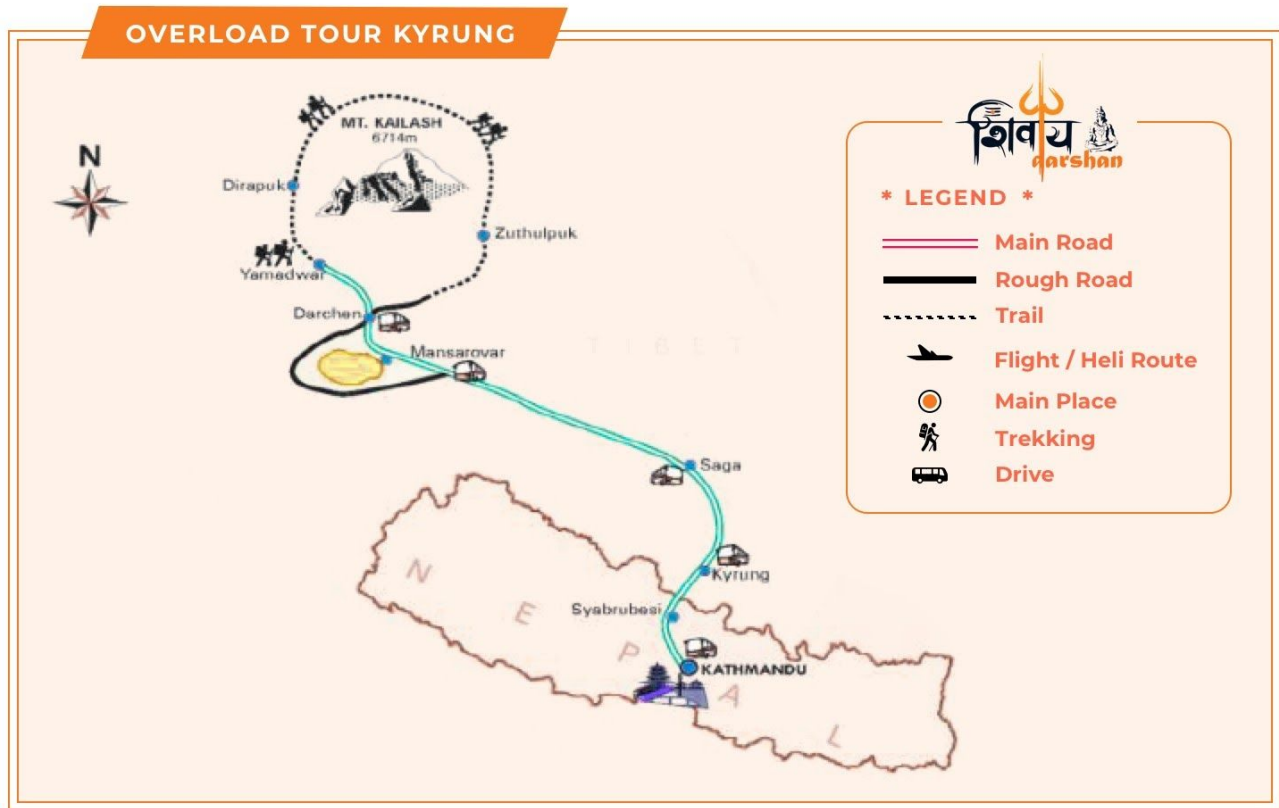 OVERLOAD TOUR KYRUNG
N
MT. KAILASH
6714m
Dirapuk
Zuthulpuk
Yamadwar
Darchen
Mansarovar
TIBET
Saga
Kyrung
Syabrubesi
KATHMANDU
NEPAL
शिवाय
darshan
* LEGEND *
Main Road
Rough Road
Trail
Flight / Heli Route
Main Place
Trekking
Drive